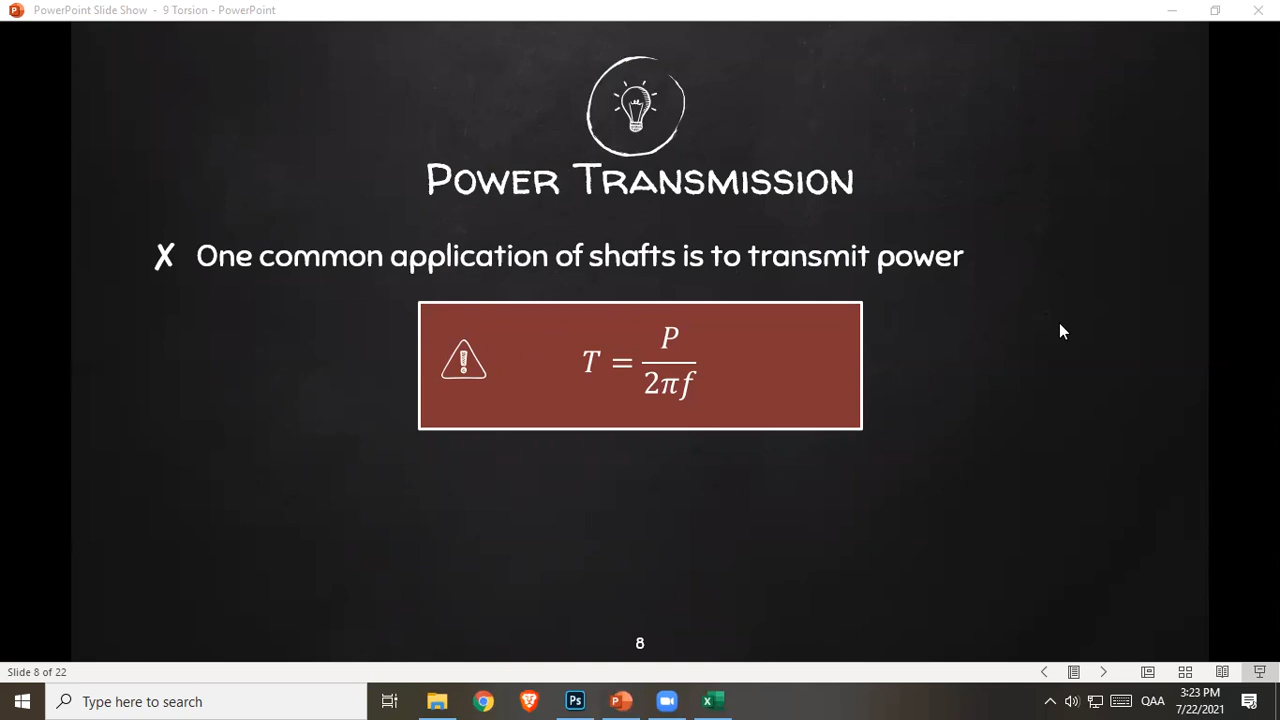 PowerPoint Slide Show - 9 Torsion - PowerPoint
POWER TRANSMISSION
✗ One common application of shafts is to transmit power
T = P / 2πf
8
Slide 8 of 22
Type here to search
Ps
QAA
3:23 PM
7/22/2021